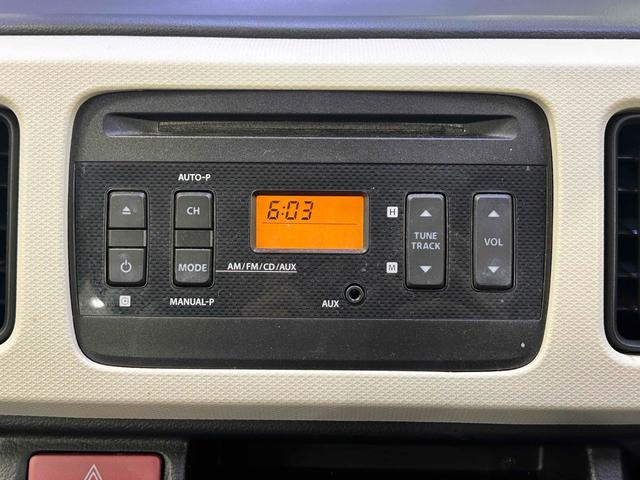 AUTO-P
CH
6:03
H
TUNE
TRACK
VOL
MODE
AM/FM/CD/AUX
M
C
MANUAL-P
AUX